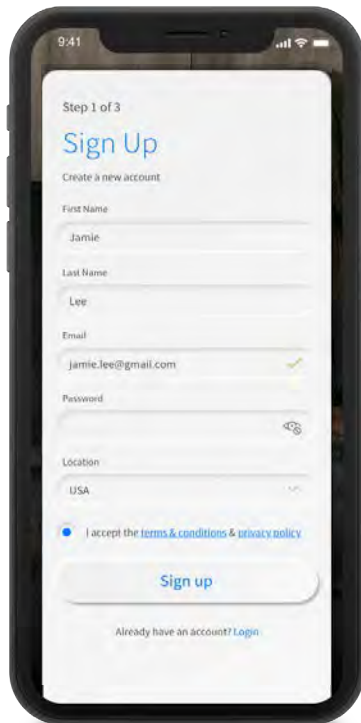 9:41
Step 1 of 3
Sign Up
Create a new account
First Name
Jamie
Last Name
Lee
Email
jamie.lee@gmail.com
Password
Location
USA
I accept the terms & conditions & privacy policy
Sign up
Already have an account? Login